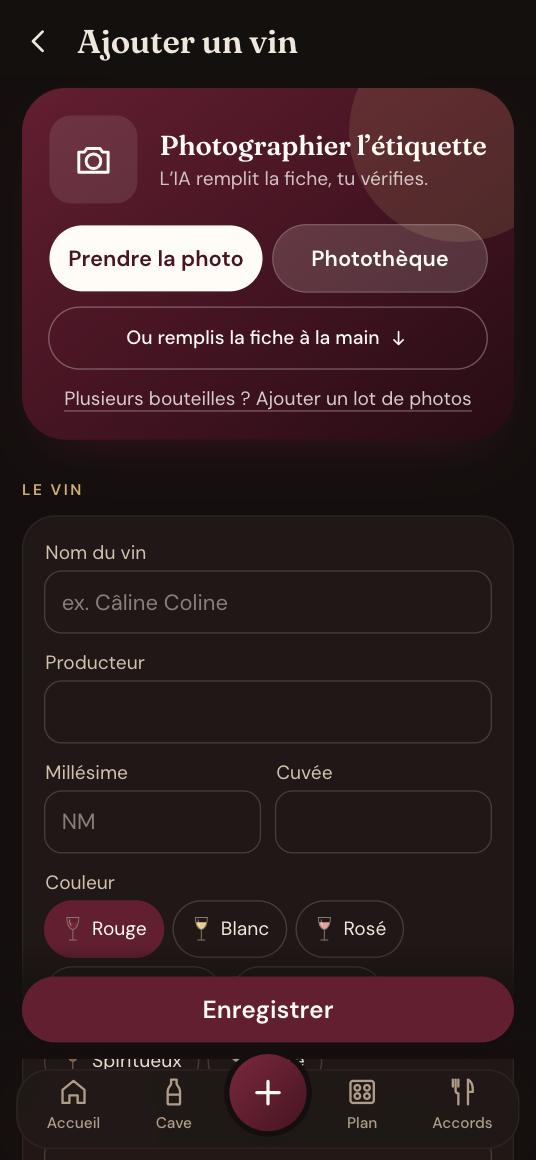 Ajouter un vin
Photographier l'étiquette
L'IA remplit la fiche, tu vérifies.
Prendre la photo
Photothèque
Ou remplis la fiche à la main ↓
Plusieurs bouteilles ? Ajouter un lot de photos
LE VIN
Nom du vin
ex. Câline Coline
Producteur
Millésime
Cuvée
NM
Couleur
Rouge
Blanc
Rosé
Enregistrer
Spiritueux
Accueil
Cave
Plan
Accords